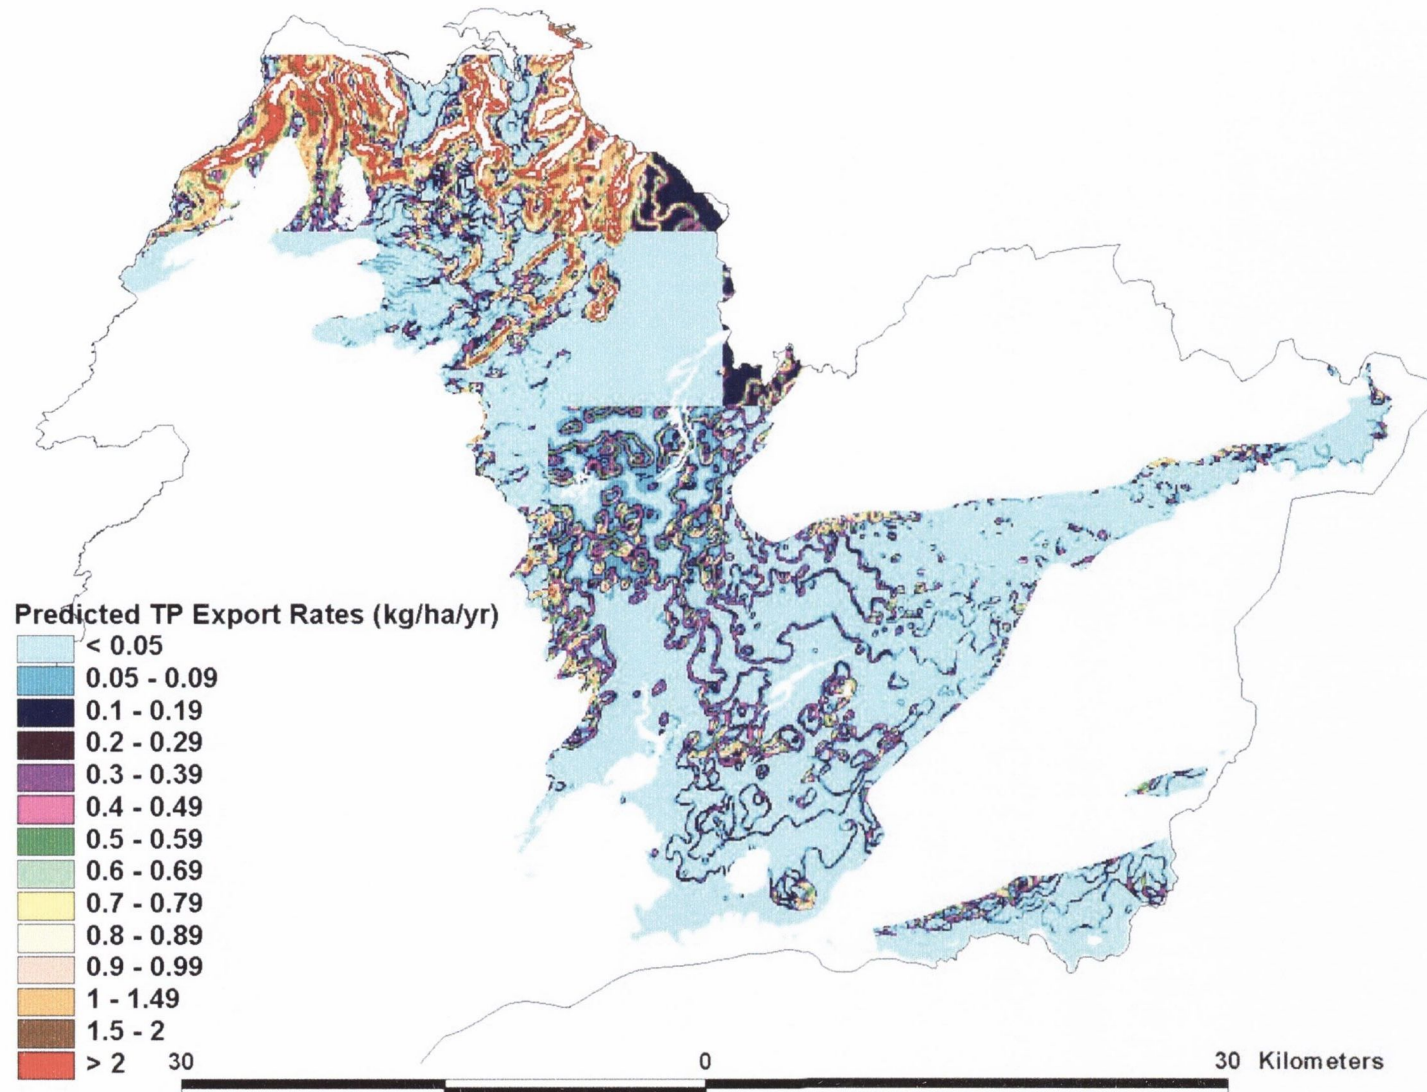 Predicted TP Export Rates (kg/ha/yr)
< 0.05
0.05 - 0.09
0.1 - 0.19
0.2 - 0.29
0.3 - 0.39
0.4 - 0.49
0.5 - 0.59
0.6 - 0.69
0.7 - 0.79
0.8 - 0.89
0.9 - 0.99
1 - 1.49
1.5 - 2
> 2
30 0 30 Kilometers